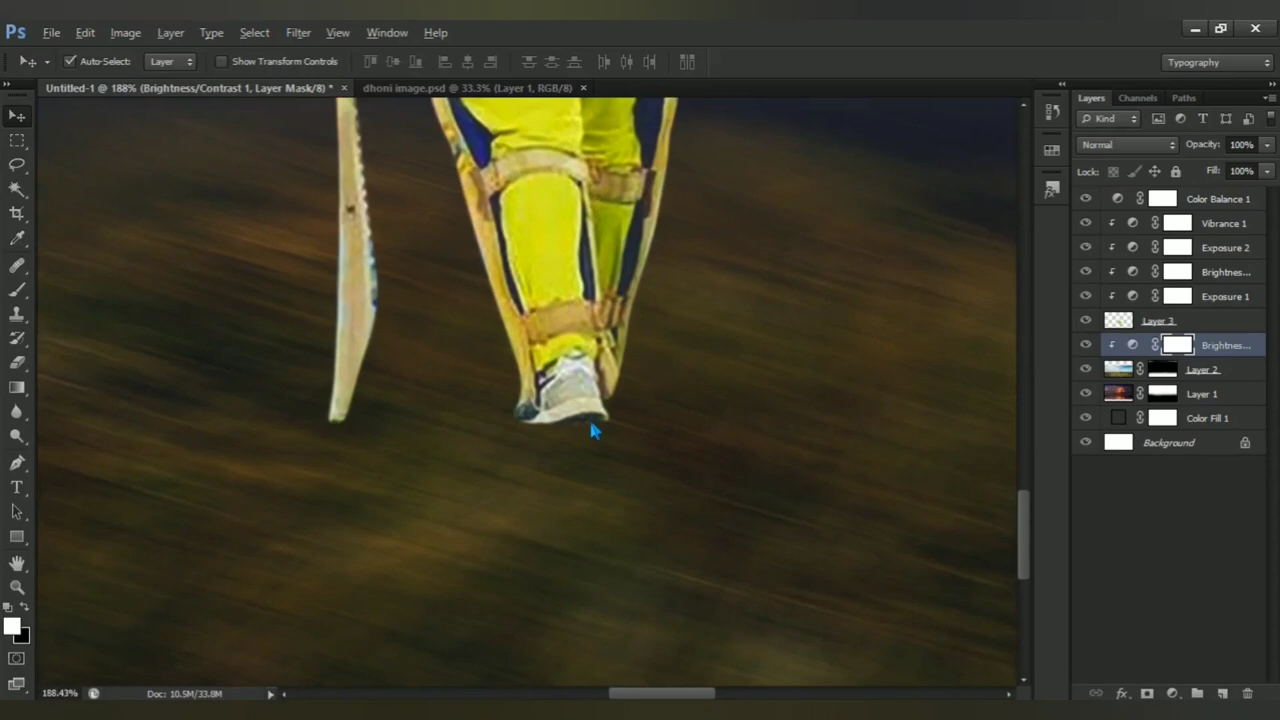 Ps File Edit Image Layer Type Select Filter View Window Help
Auto-Select: Layer Show Transform Controls Typography
Untitled-1 @ 188% (Brightness/Contrast 1, Layer Mask/8) * × dhoni image.psd @ 33.3% (Layer 1, RGB/8) ×
Layers Channels Paths
Kind
Normal Opacity: 100%
Lock: Fill: 100%
Color Balance 1
Vibrance 1
Exposure 2
Brightnes...
Exposure 1
Layer 3
Brightnes...
Layer 2
Layer 1
Color Fill 1
Background
188.43% Doc: 10.5M/33.8M